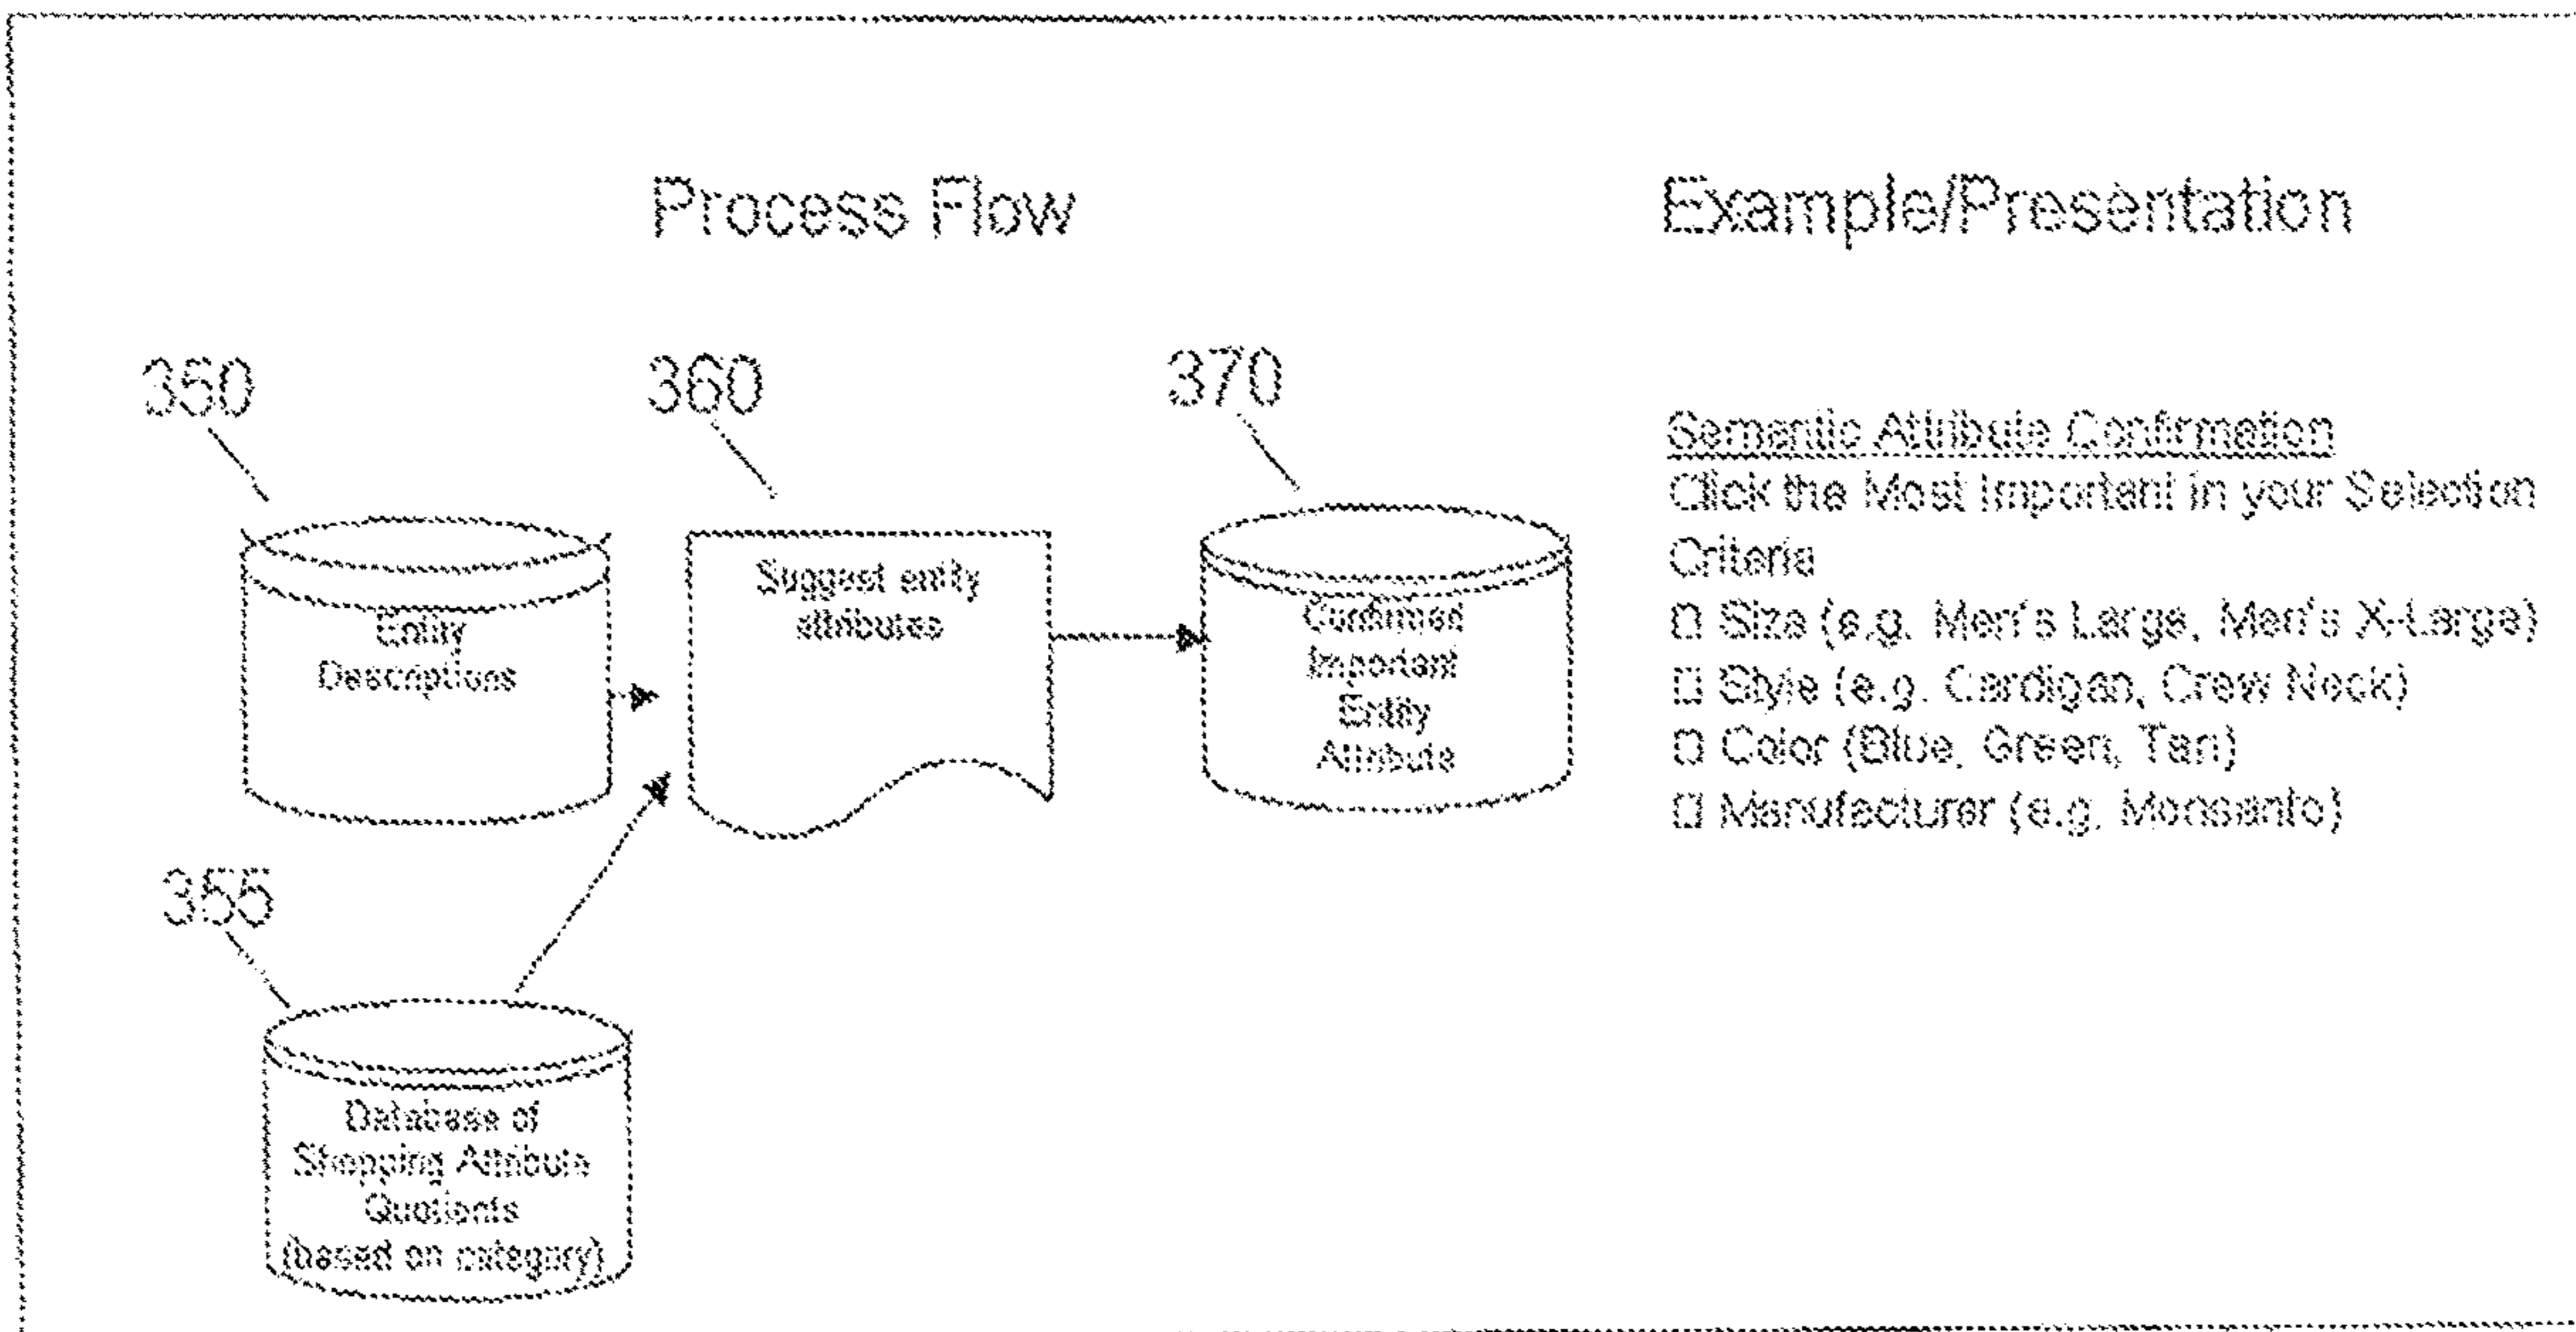 Process Flow
Example/Presentation
350
360
370
Entity
Descriptions
Suggest entity
attributes
Confirmed
Important
Entity
Attribute
355
Database of
Shopping Attribute
Quotients
(based on category)
Semantic Attribute Confirmation
Click the Most Important in your Selection
Criteria
□ Size (e.g. Men's Large, Men's X-Large)
□ Style (e.g. Cardigan, Crew Neck)
□ Color (Blue, Green, Tan)
□ Manufacturer (e.g. Monsanto)